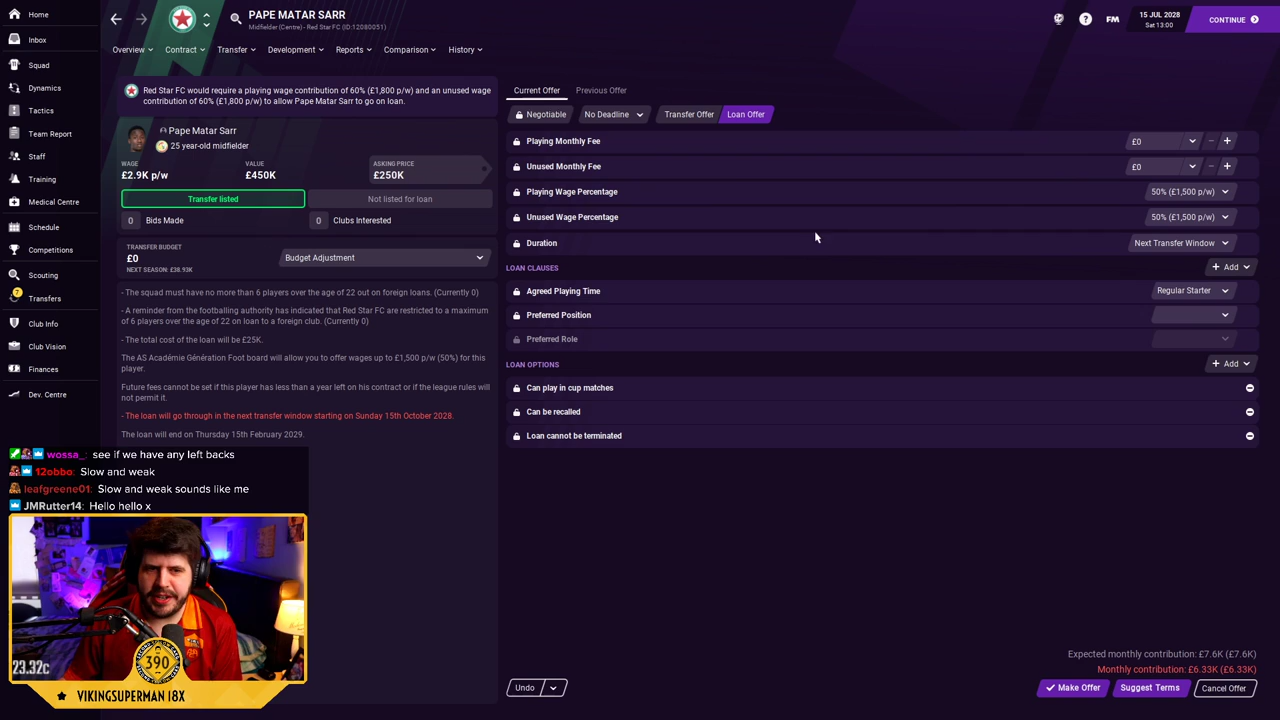 Home
Inbox
Squad
Dynamics
Tactics
Team Report
Staff
Training
Medical Centre
Schedule
Competitions
Scouting
7
Transfers
Club Info
Club Vision
Finances
Dev. Centre
PAPE MATAR SARR
Midfielder (Centre) - Red Star FC (ID:12080051)
FM
15 JUL 2028
Sat 13:00
CONTINUE
Overview
Contract
Transfer
Development
Reports
Comparison
History
Red Star FC would require a playing wage contribution of 60% (£1,800 p/w) and an unused wage
contribution of 60% (£1,800 p/w) to allow Pape Matar Sarr to go on loan.
Pape Matar Sarr
25 year-old midfielder
WAGE
£2.9K p/w
VALUE
£450K
ASKING PRICE
£250K
Transfer listed
Not listed for loan
0 Bids Made
0 Clubs Interested
TRANSFER BUDGET
£0
NEXT SEASON: £38.93K
Budget Adjustment
- The squad must have no more than 6 players over the age of 22 out on foreign loans. (Currently 0)
- A reminder from the footballing authority has indicated that Red Star FC are restricted to a maximum
of 6 players over the age of 22 on loan to a foreign club. (Currently 0)
- The total cost of the loan will be £25K.
The AS Académie Génération Foot board will allow you to offer wages up to £1,500 p/w (50%) for this
player.
Future fees cannot be set if this player has less than a year left on his contract or if the league rules will
not permit it.
- The loan will go through in the next transfer window starting on Sunday 15th October 2028.
The loan will end on Thursday 15th February 2029.
Current Offer
Previous Offer
Negotiable
No Deadline
Transfer Offer
Loan Offer
Playing Monthly Fee
£0
Unused Monthly Fee
£0
Playing Wage Percentage
50% (£1,500 p/w)
Unused Wage Percentage
50% (£1,500 p/w)
Duration
Next Transfer Window
LOAN CLAUSES
+ Add
Agreed Playing Time
Regular Starter
Preferred Position
Preferred Role
LOAN OPTIONS
+ Add
Can play in cup matches
Can be recalled
Loan cannot be terminated
Expected monthly contribution: £7.6K (£7.6K)
Monthly contribution: £6.33K (£6.33K)
Undo
Make Offer
Suggest Terms
Cancel Offer
wossa_: see if we have any left backs
12obbo: Slow and weak
leafgreene01: Slow and weak sounds like me
JMRutter14: Hello hello x
23.32c
390
VIKINGSUPERMAN 18X